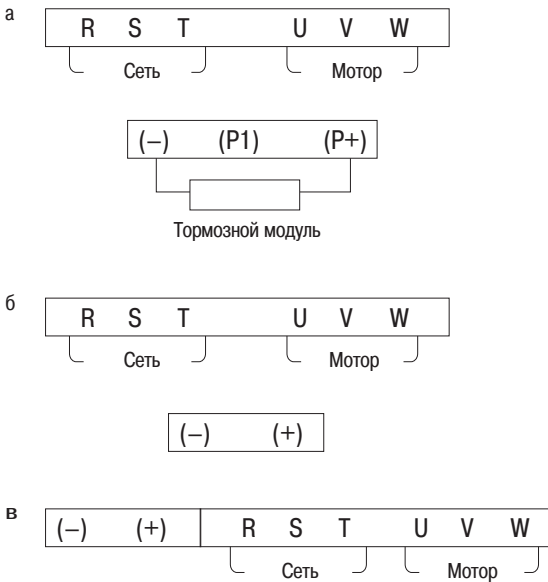 а
R S T U V W
Сеть Мотор
(–) (P1) (P+)
Тормозной модуль
б
R S T U V W
Сеть Мотор
(–) (+)
в
(–) (+) R S T U V W
Сеть Мотор